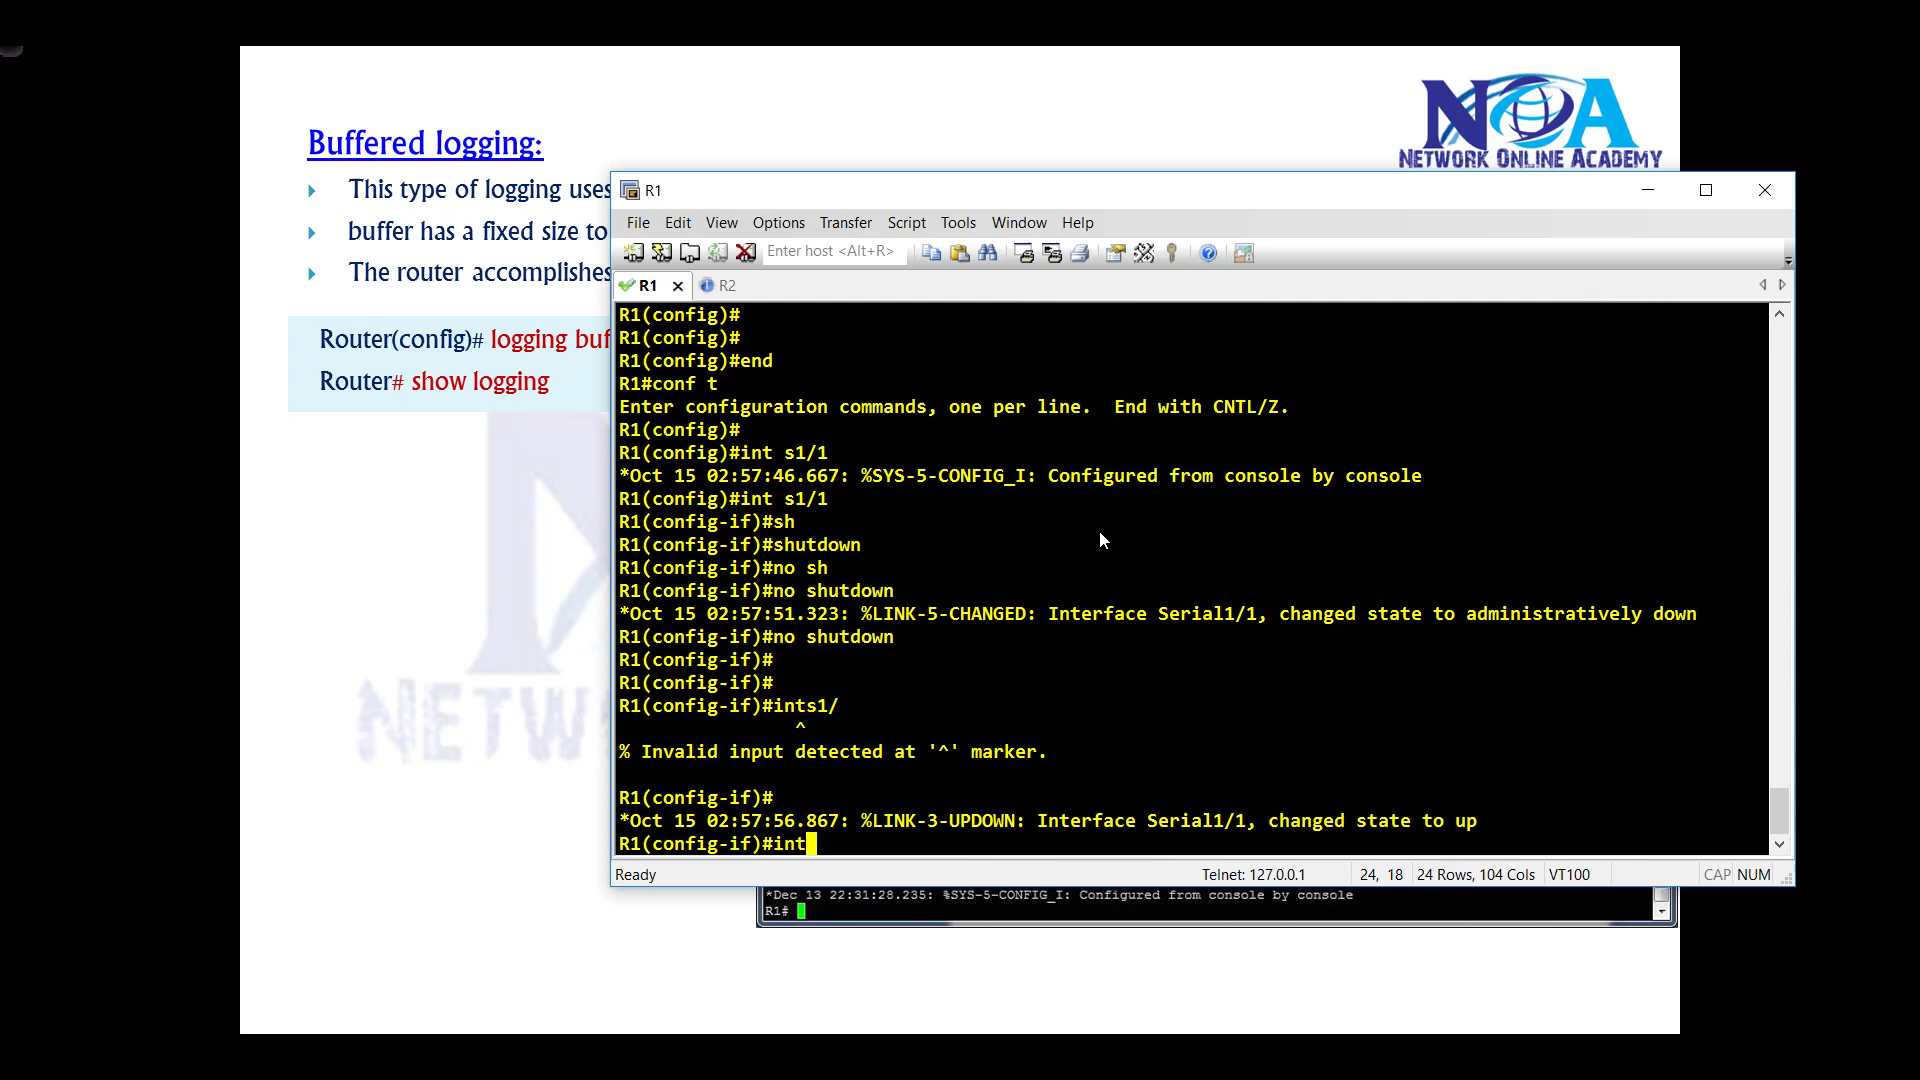 Buffered logging:
NOA
NETWORK ONLINE ACADEMY
This type of logging uses
buffer has a fixed size to
The router accomplishes
Router(config)# logging buf
Router# show logging
R1
File Edit View Options Transfer Script Tools Window Help
Enter host <Alt+R>
R1 R2
R1(config)#
R1(config)#
R1(config)#end
R1#conf t
Enter configuration commands, one per line.  End with CNTL/Z.
R1(config)#
R1(config)#int s1/1
*Oct 15 02:57:46.667: %SYS-5-CONFIG_I: Configured from console by console
R1(config)#int s1/1
R1(config-if)#sh
R1(config-if)#shutdown
R1(config-if)#no sh
R1(config-if)#no shutdown
*Oct 15 02:57:51.323: %LINK-5-CHANGED: Interface Serial1/1, changed state to administratively down
R1(config-if)#no shutdown
R1(config-if)#
R1(config-if)#
R1(config-if)#ints1/
^
% Invalid input detected at '^' marker.
R1(config-if)#
*Oct 15 02:57:56.867: %LINK-3-UPDOWN: Interface Serial1/1, changed state to up
R1(config-if)#int
Ready Telnet: 127.0.0.1 24, 18 24 Rows, 104 Cols VT100 CAP NUM
*Dec 13 22:31:28.235: %SYS-5-CONFIG_I: Configured from console by console
R1#
NETW